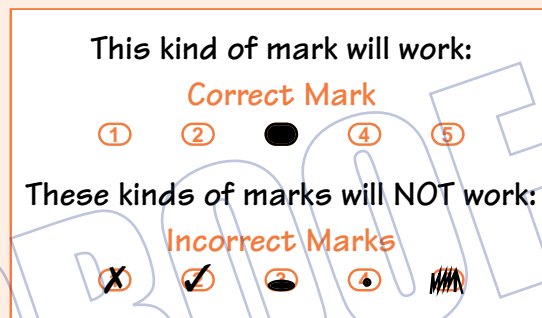 This kind of mark will work:
Correct Mark
1 2 4 5
These kinds of marks will NOT work:
Incorrect Marks